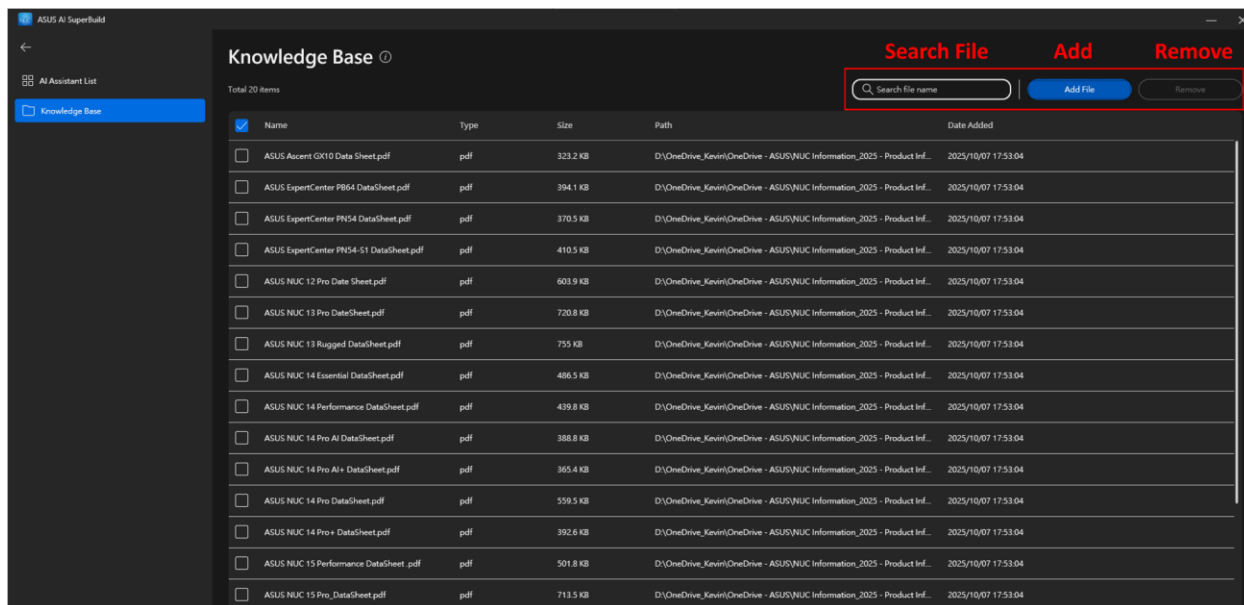 ASUS AI SuperBuild
AI Assistant List
Knowledge Base
Knowledge Base
Search File Add Remove
Total 20 items
Search file name Add File Remove
Name Type Size Path Date Added
ASUS Ascent GX10 Data Sheet.pdf pdf 323.2 KB D:\OneDrive_Kevin\OneDrive - ASUS\NUC Information_2025 - Product Inf... 2025/10/07 17:53:04
ASUS ExpertCenter PB64 DataSheet.pdf pdf 394.1 KB D:\OneDrive_Kevin\OneDrive - ASUS\NUC Information_2025 - Product Inf... 2025/10/07 17:53:04
ASUS ExpertCenter PN54 DataSheet.pdf pdf 370.5 KB D:\OneDrive_Kevin\OneDrive - ASUS\NUC Information_2025 - Product Inf... 2025/10/07 17:53:04
ASUS ExpertCenter PN54-S1 DataSheet.pdf pdf 410.5 KB D:\OneDrive_Kevin\OneDrive - ASUS\NUC Information_2025 - Product Inf... 2025/10/07 17:53:04
ASUS NUC 12 Pro Date Sheet.pdf pdf 603.9 KB D:\OneDrive_Kevin\OneDrive - ASUS\NUC Information_2025 - Product Inf... 2025/10/07 17:53:04
ASUS NUC 13 Pro DateSheet.pdf pdf 720.8 KB D:\OneDrive_Kevin\OneDrive - ASUS\NUC Information_2025 - Product Inf... 2025/10/07 17:53:04
ASUS NUC 13 Rugged DataSheet.pdf pdf 755 KB D:\OneDrive_Kevin\OneDrive - ASUS\NUC Information_2025 - Product Inf... 2025/10/07 17:53:04
ASUS NUC 14 Essential DataSheet.pdf pdf 486.5 KB D:\OneDrive_Kevin\OneDrive - ASUS\NUC Information_2025 - Product Inf... 2025/10/07 17:53:04
ASUS NUC 14 Performance DataSheet.pdf pdf 439.8 KB D:\OneDrive_Kevin\OneDrive - ASUS\NUC Information_2025 - Product Inf... 2025/10/07 17:53:04
ASUS NUC 14 Pro AI DataSheet.pdf pdf 388.8 KB D:\OneDrive_Kevin\OneDrive - ASUS\NUC Information_2025 - Product Inf... 2025/10/07 17:53:04
ASUS NUC 14 Pro AI+ DataSheet.pdf pdf 365.4 KB D:\OneDrive_Kevin\OneDrive - ASUS\NUC Information_2025 - Product Inf... 2025/10/07 17:53:04
ASUS NUC 14 Pro DataSheet.pdf pdf 559.5 KB D:\OneDrive_Kevin\OneDrive - ASUS\NUC Information_2025 - Product Inf... 2025/10/07 17:53:04
ASUS NUC 14 Pro+ DataSheet.pdf pdf 392.6 KB D:\OneDrive_Kevin\OneDrive - ASUS\NUC Information_2025 - Product Inf... 2025/10/07 17:53:04
ASUS NUC 15 Performance DataSheet .pdf pdf 501.8 KB D:\OneDrive_Kevin\OneDrive - ASUS\NUC Information_2025 - Product Inf... 2025/10/07 17:53:04
ASUS NUC 15 Pro_DataSheet.pdf pdf 713.5 KB D:\OneDrive_Kevin\OneDrive - ASUS\NUC Information_2025 - Product Inf... 2025/10/07 17:53:04